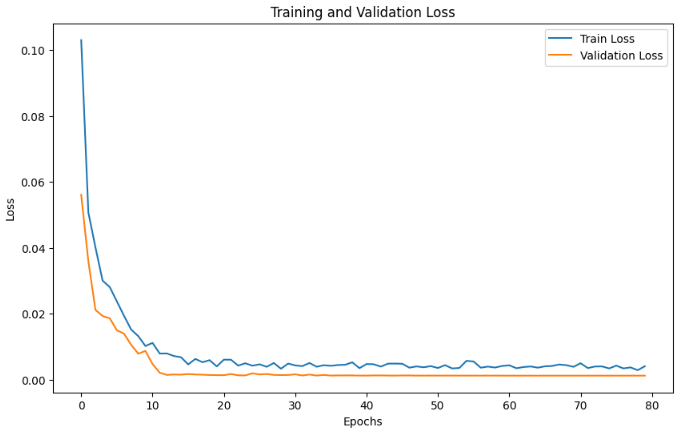 Training and Validation Loss
Train Loss
Validation Loss
0.10
0.08
0.06
0.04
0.02
0.00
Loss
0 10 20 30 40 50 60 70 80
Epochs